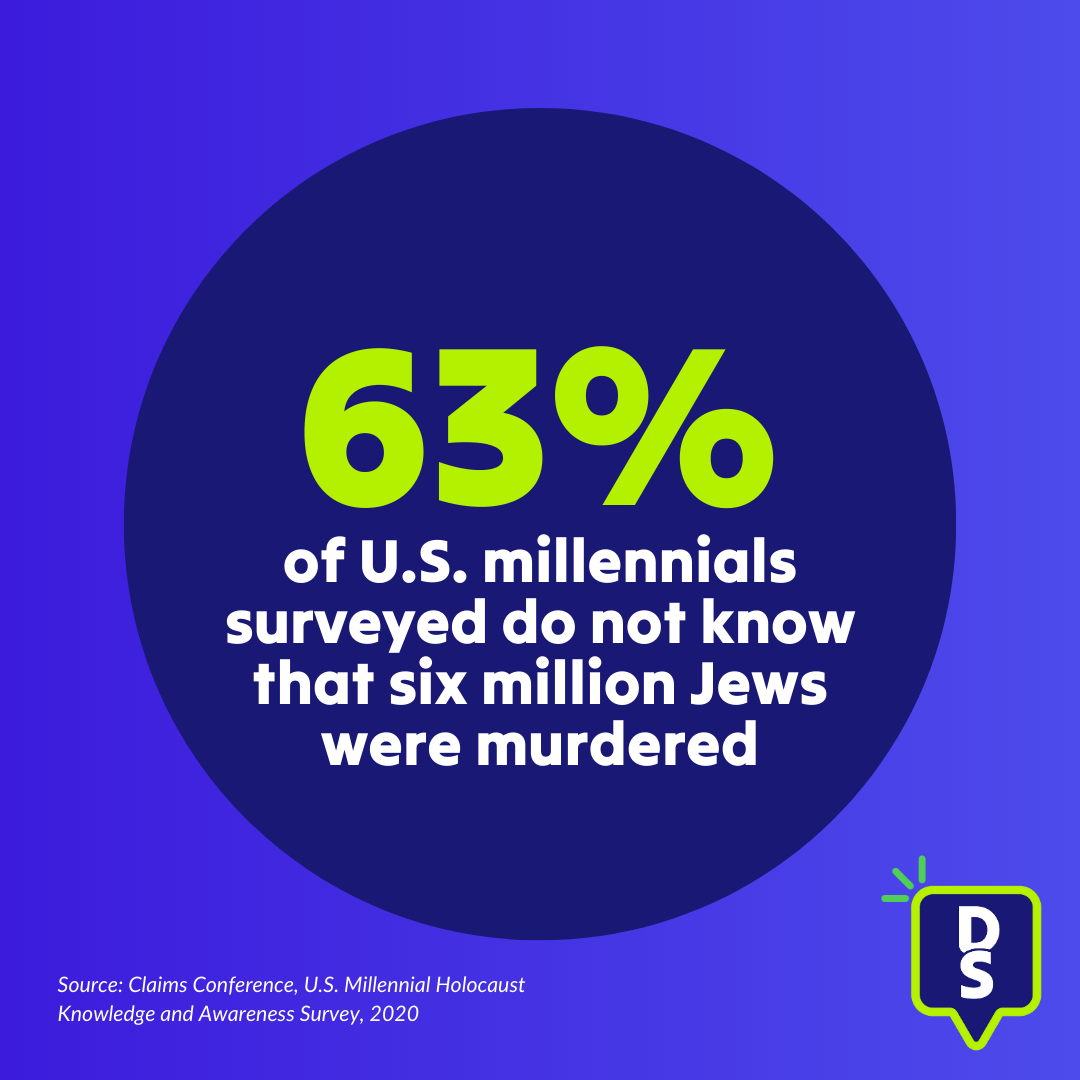 63%
of U.S. millennials
surveyed do not know
that six million Jews
were murdered
Source: Claims Conference, U.S. Millennial Holocaust
Knowledge and Awareness Survey, 2020
D
S